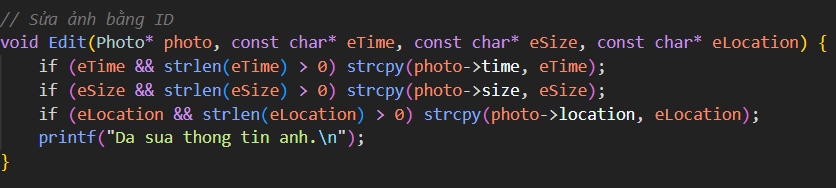 // Sửa ảnh bằng ID
void Edit(Photo* photo, const char* eTime, const char* eSize, const char* eLocation) {
    if (eTime && strlen(eTime) > 0) strcpy(photo->time, eTime);
    if (eSize && strlen(eSize) > 0) strcpy(photo->size, eSize);
    if (eLocation && strlen(eLocation) > 0) strcpy(photo->location, eLocation);
    printf("Da sua thong tin anh.\n");
}